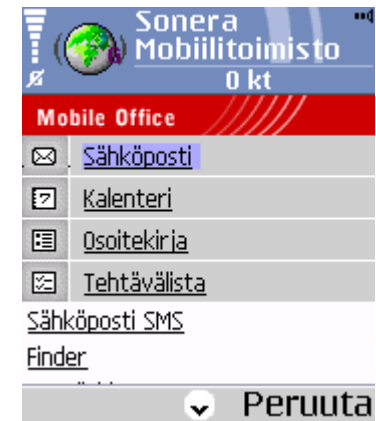 Sonera
Mobiilitoimisto
0 kt
Mobile Office
Sähköposti
Kalenteri
Osoitekirja
Tehtävälista
Sähköposti SMS
Finder
Peruuta